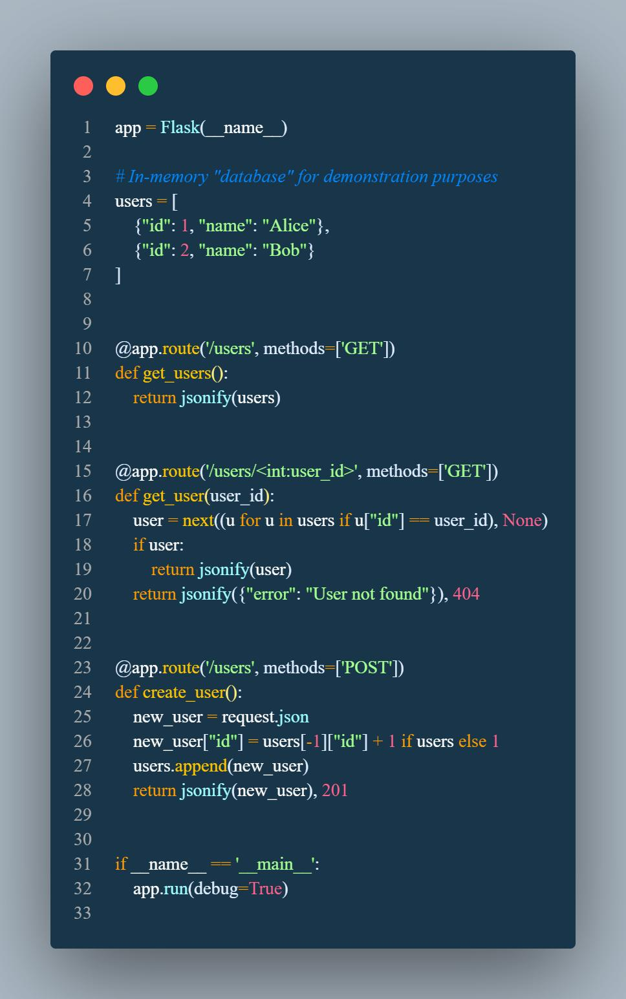 1 app = Flask(__name__)
2
3 # In-memory "database" for demonstration purposes
4 users = [
5     {"id": 1, "name": "Alice"},
6     {"id": 2, "name": "Bob"}
7 ]
8
9
10 @app.route('/users', methods=['GET'])
11 def get_users():
12     return jsonify(users)
13
14
15 @app.route('/users/<int:user_id>', methods=['GET'])
16 def get_user(user_id):
17     user = next((u for u in users if u["id"] == user_id), None)
18     if user:
19         return jsonify(user)
20     return jsonify({"error": "User not found"}), 404
21
22
23 @app.route('/users', methods=['POST'])
24 def create_user():
25     new_user = request.json
26     new_user["id"] = users[-1]["id"] + 1 if users else 1
27     users.append(new_user)
28     return jsonify(new_user), 201
29
30
31 if __name__ == '__main__':
32     app.run(debug=True)
33